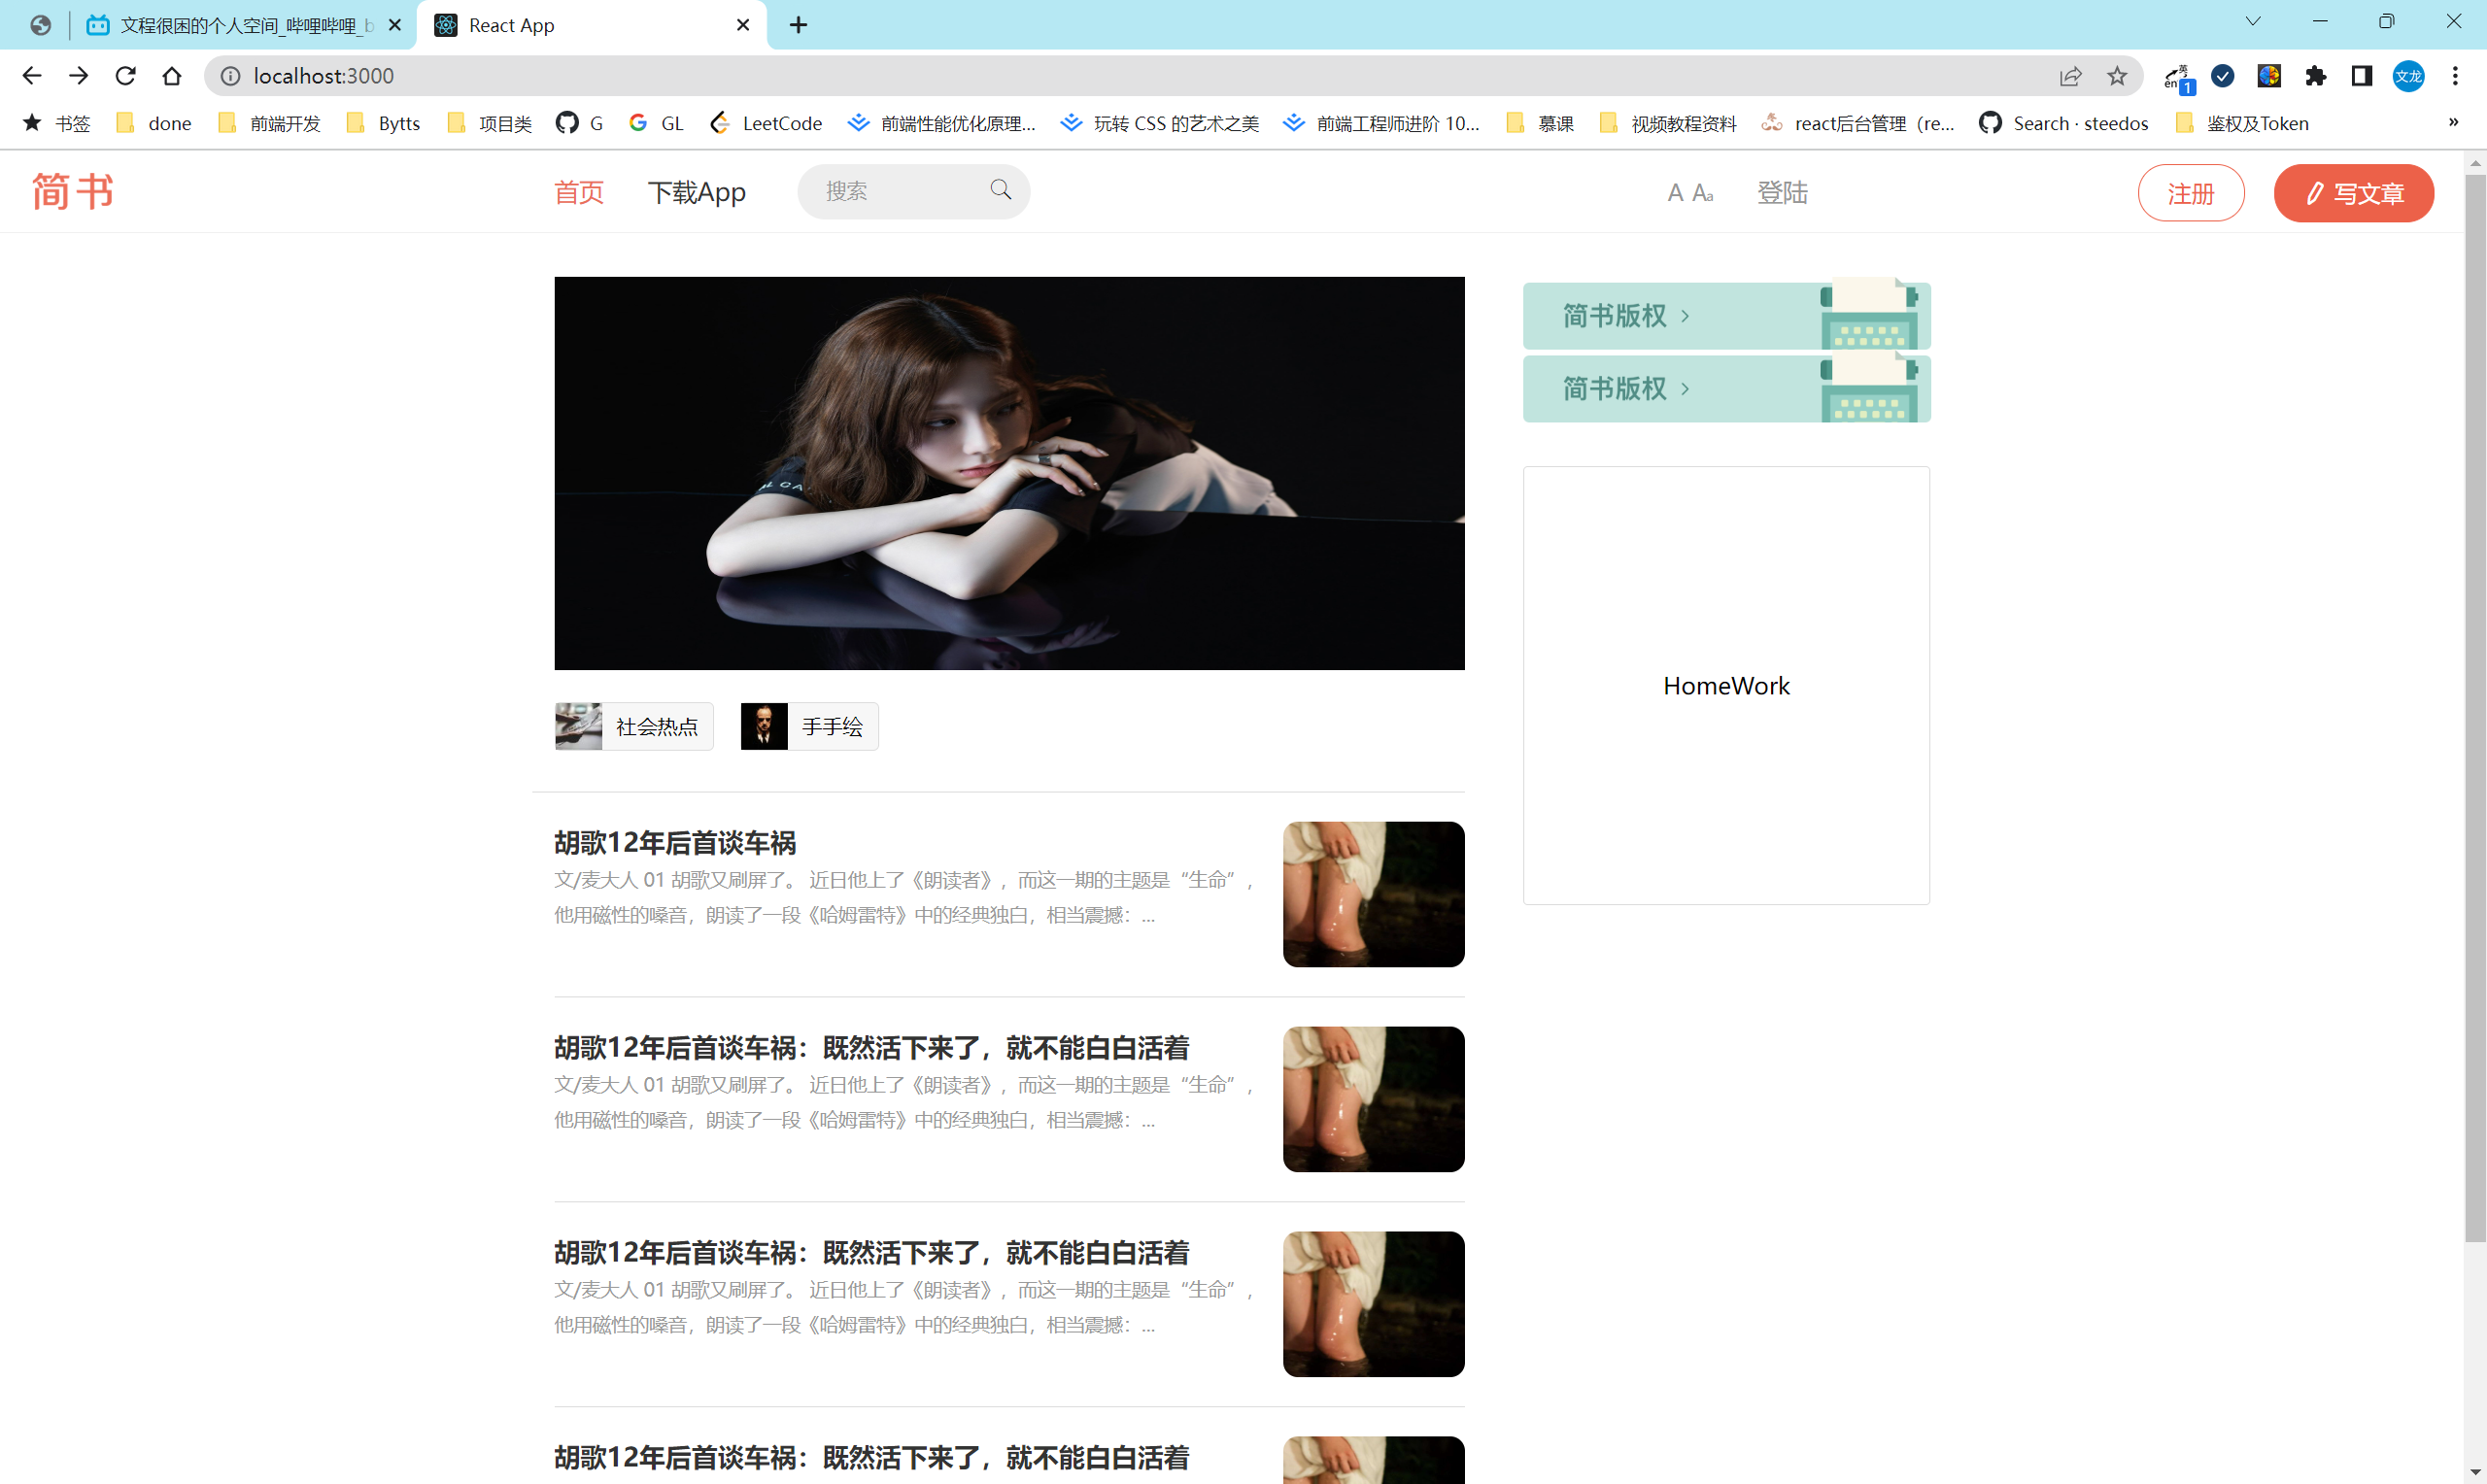 文程很困的个人空间_哔哩哔哩_b
React App
localhost:3000
英
en
1
文龙
书签
done
前端开发
Bytts
项目类
G
GL
LeetCode
前端性能优化原理...
玩转 CSS 的艺术之美
前端工程师进阶 10...
慕课
视频教程资料
react后台管理（re...
Search · steedos
鉴权及Token
»
简书
首页
下载App
搜索
A Aa
登陆
注册
写文章
简书版权 >
简书版权 >
HomeWork
社会热点
手手绘
胡歌12年后首谈车祸
文/麦大人 01 胡歌又刷屏了。 近日他上了《朗读者》，而这一期的主题是“生命”，
他用磁性的嗓音，朗读了一段《哈姆雷特》中的经典独白，相当震撼：...
胡歌12年后首谈车祸：既然活下来了，就不能白白活着
文/麦大人 01 胡歌又刷屏了。 近日他上了《朗读者》，而这一期的主题是“生命”，
他用磁性的嗓音，朗读了一段《哈姆雷特》中的经典独白，相当震撼：...
胡歌12年后首谈车祸：既然活下来了，就不能白白活着
文/麦大人 01 胡歌又刷屏了。 近日他上了《朗读者》，而这一期的主题是“生命”，
他用磁性的嗓音，朗读了一段《哈姆雷特》中的经典独白，相当震撼：...
胡歌12年后首谈车祸：既然活下来了，就不能白白活着